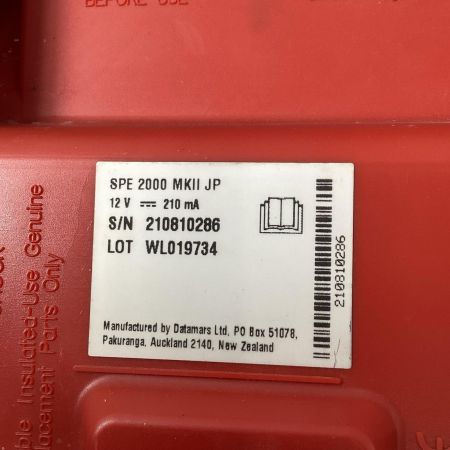 BEFORE USE
SPE 2000 MKII JP
12 V 210 mA
S/N 210810286
LOT WL019734
Manufactured by Datamars Ltd, PO Box 51078,
Pakuranga, Auckland 2140, New Zealand
210810286
Insulated-Use Genuine
Parts Only